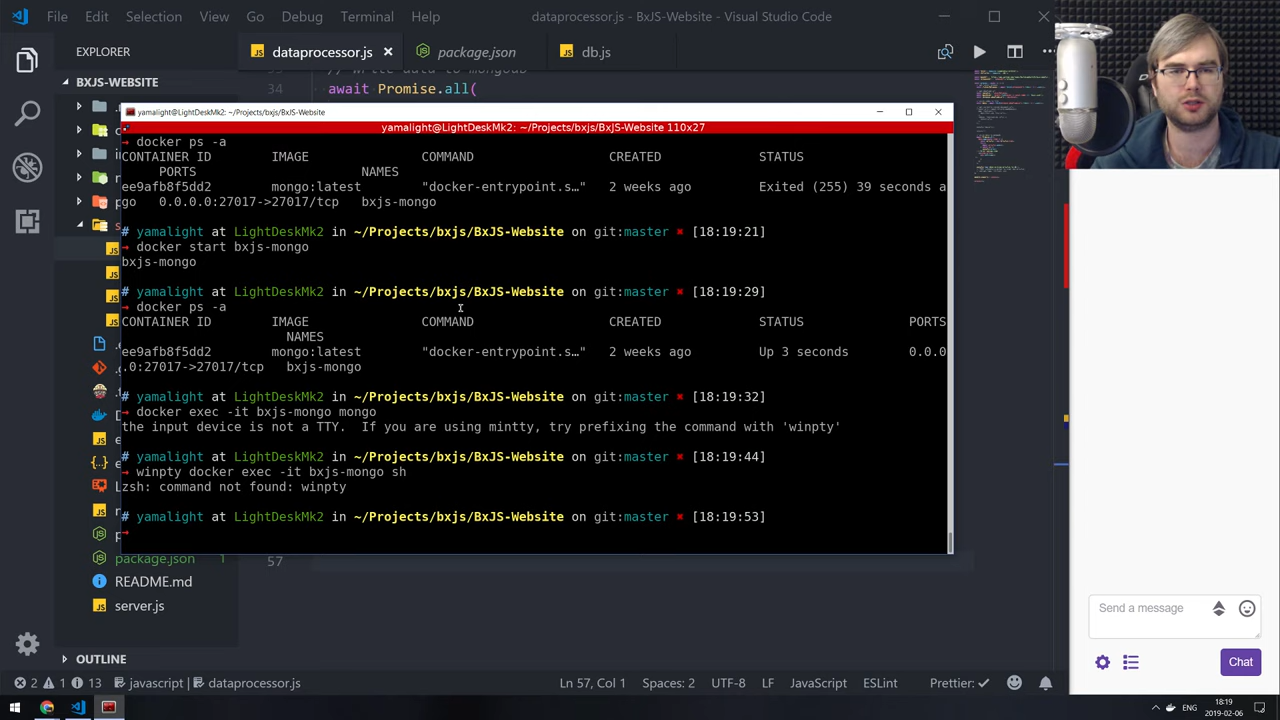 File Edit Selection View Go Debug Terminal Help dataprocessor.js - BxJS-Website - Visual Studio Code
EXPLORER dataprocessor.js package.json db.js
BXJS-WEBSITE
await Promise.all(
yamalight@LightDeskMk2: ~/Projects/bxjs/BxJS-Website
yamalight@LightDeskMk2: ~/Projects/bxjs/BxJS-Website 110x27
docker ps -a
CONTAINER ID IMAGE COMMAND CREATED STATUS
PORTS NAMES
ee9afb8f5dd2 mongo:latest "docker-entrypoint.s…" 2 weeks ago Exited (255) 39 seconds a
go 0.0.0.0:27017->27017/tcp bxjs-mongo
# yamalight at LightDeskMk2 in ~/Projects/bxjs/BxJS-Website on git:master ✖ [18:19:21]
→ docker start bxjs-mongo
bxjs-mongo
# yamalight at LightDeskMk2 in ~/Projects/bxjs/BxJS-Website on git:master ✖ [18:19:29]
→ docker ps -a
CONTAINER ID IMAGE COMMAND CREATED STATUS PORTS
NAMES
ee9afb8f5dd2 mongo:latest "docker-entrypoint.s…" 2 weeks ago Up 3 seconds 0.0.0
.0:27017->27017/tcp bxjs-mongo
# yamalight at LightDeskMk2 in ~/Projects/bxjs/BxJS-Website on git:master ✖ [18:19:32]
→ docker exec -it bxjs-mongo mongo
the input device is not a TTY. If you are using mintty, try prefixing the command with 'winpty'
# yamalight at LightDeskMk2 in ~/Projects/bxjs/BxJS-Website on git:master ✖ [18:19:44]
→ winpty docker exec -it bxjs-mongo sh
zsh: command not found: winpty
# yamalight at LightDeskMk2 in ~/Projects/bxjs/BxJS-Website on git:master ✖ [18:19:53]
→
package.json 1
57
README.md
server.js
OUTLINE
2 1 13 javascript | dataprocessor.js Ln 57, Col 1 Spaces: 2 UTF-8 LF JavaScript ESLint Prettier: ✓
Send a message
Chat
ENG
18:19
2019-02-06